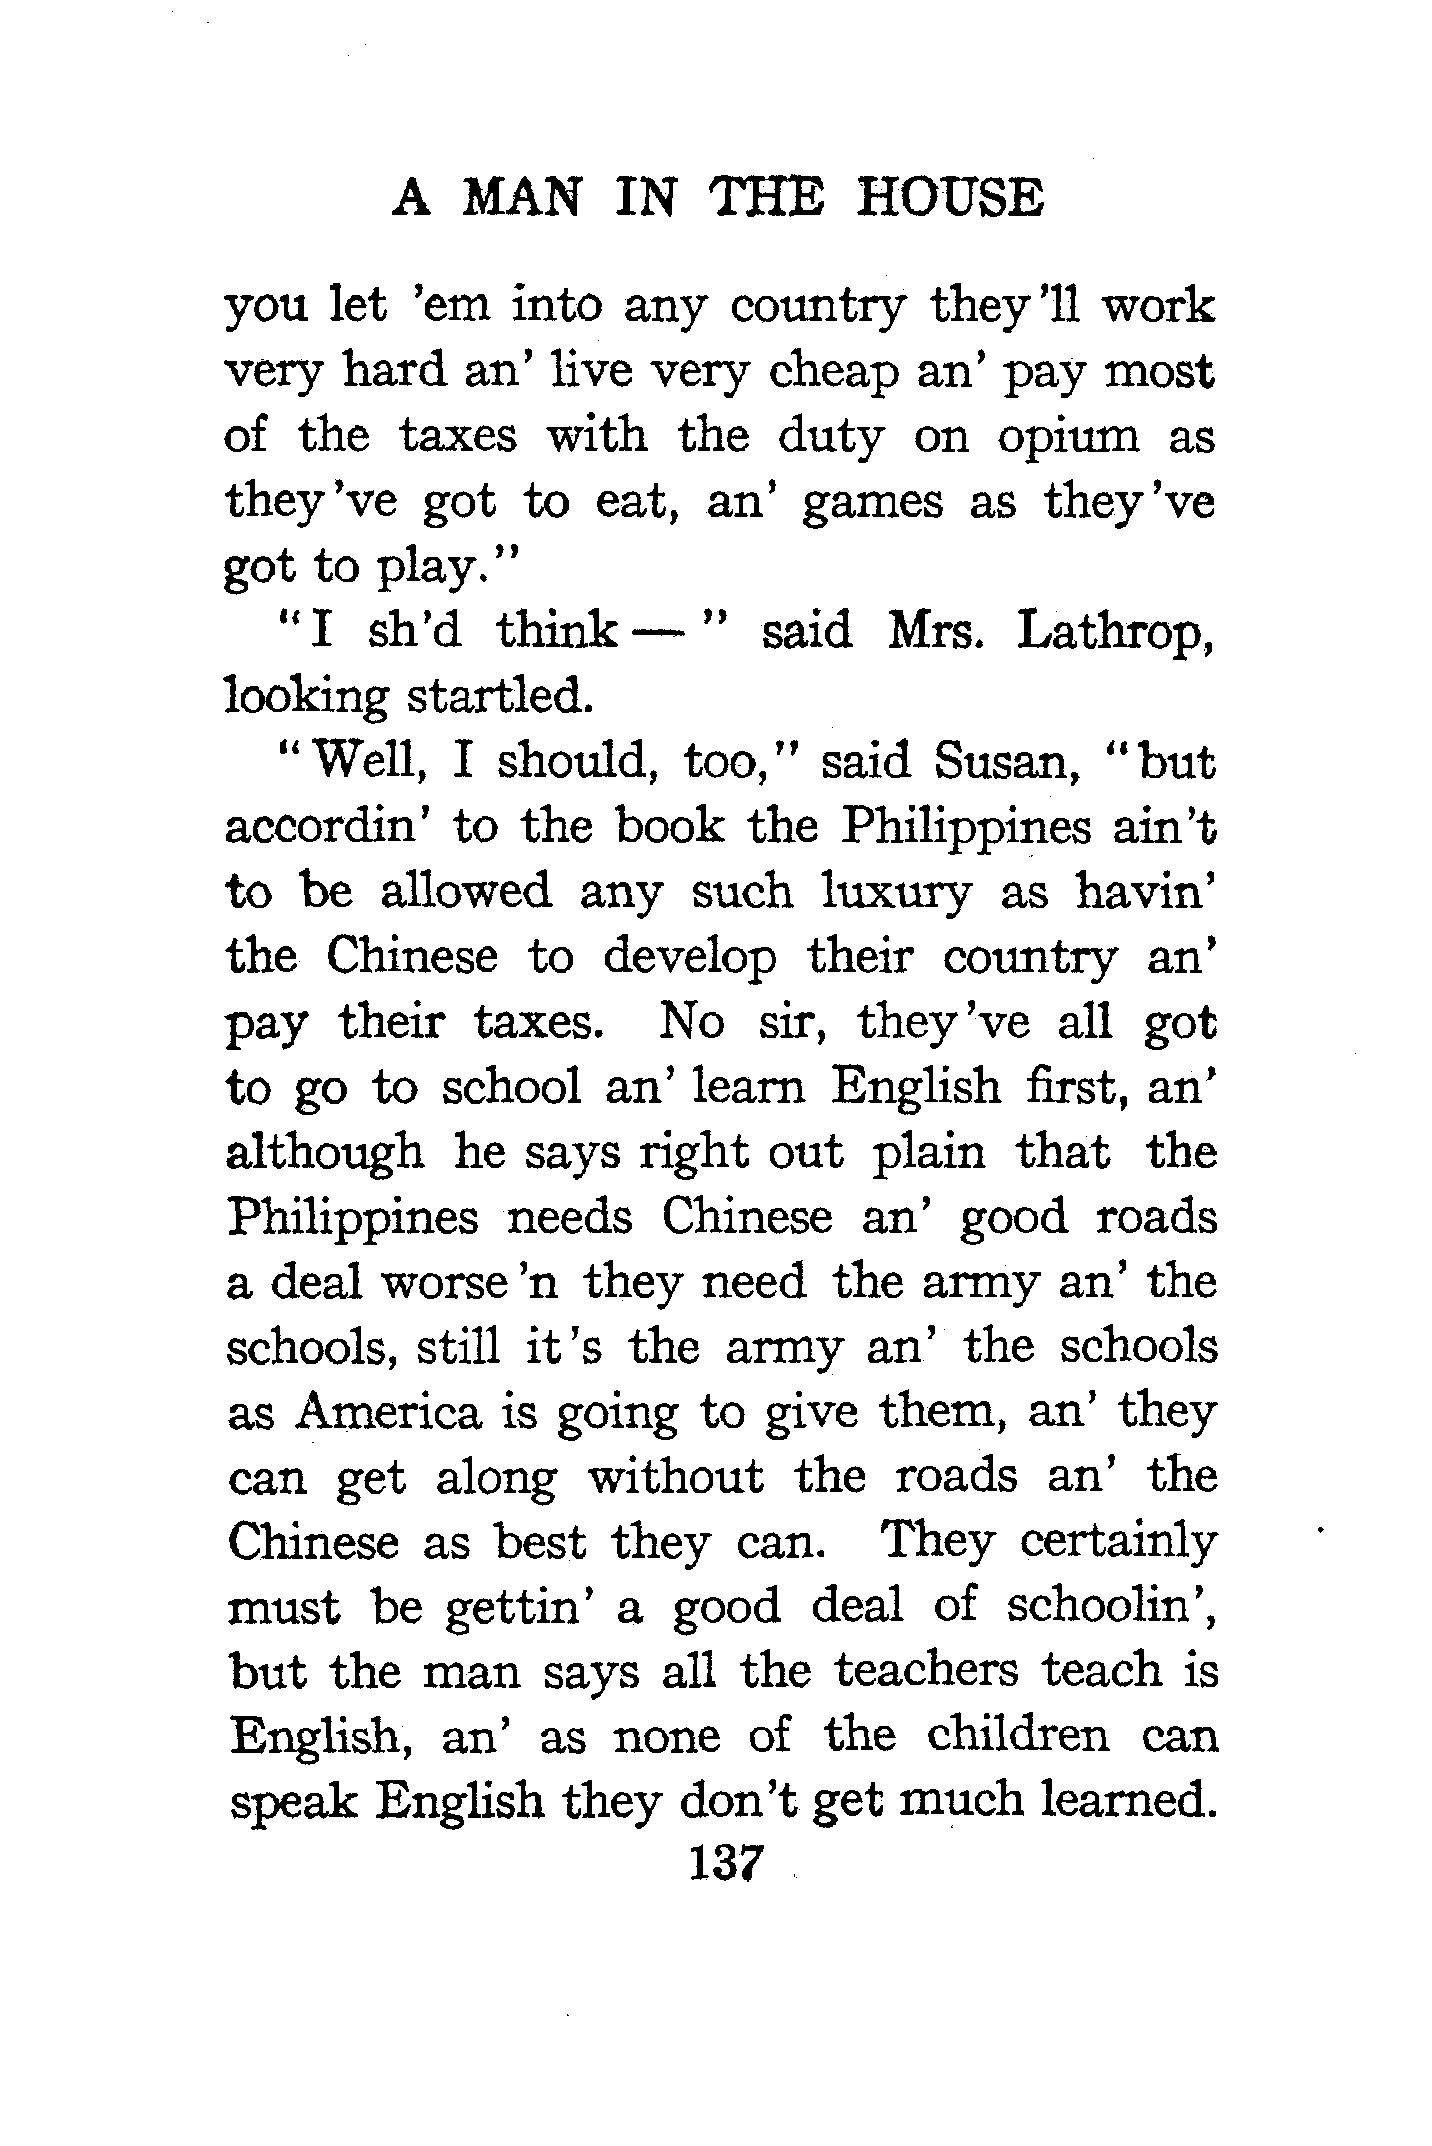 A MAN IN THE HOUSE
you let 'em into any country they 'll work
very hard an' live very cheap an' pay most
of the taxes with the duty on opium as
they 've got to eat, an' games as they 've
got to play."
"I sh'd think — " said Mrs. Lathrop,
looking startled.
"Well, I should, too," said Susan, "but
accordin' to the book the Philippines ain't
to be allowed any such luxury as havin'
the Chinese to develop their country an'
pay their taxes. No sir, they 've all got
to go to school an' learn English first, an'
although he says right out plain that the
Philippines needs Chinese an' good roads
a deal worse 'n they need the army an' the
schools, still it 's the army an' the schools
as America is going to give them, an' they
can get along without the roads an' the
Chinese as best they can. They certainly
must be gettin' a good deal of schoolin',
but the man says all the teachers teach is
English, an' as none of the children can
speak English they don't get much learned.
137